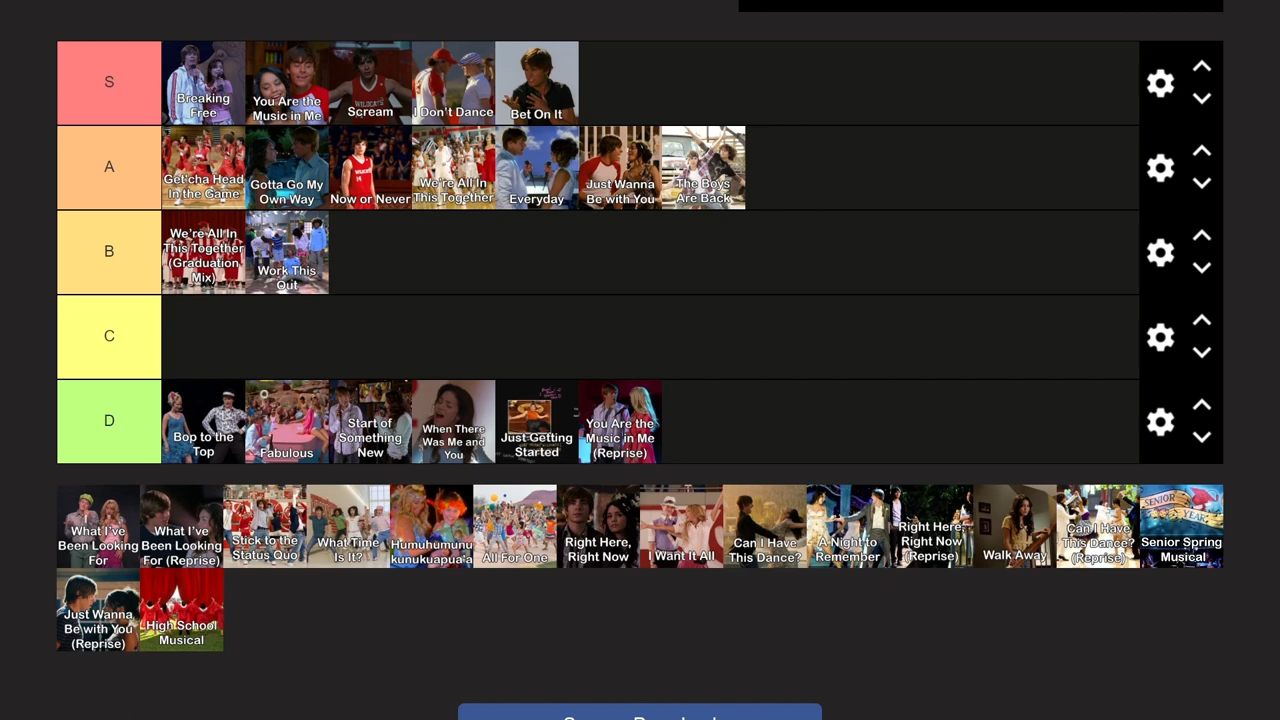 S
Breaking
Free
You Are the
Music in Me
Scream
I Don't Dance
Bet On It
A
Get'cha Head
In the Game
Gotta Go My
Own Way
Now or Never
We're All In
This Together
Everyday
Just Wanna
Be with You
The Boys
Are Back
B
We're All In
This Together
(Graduation
Mix)
Work This
Out
C
D
Bop to the
Top
Fabulous
Start of
Something
New
When There
Was Me and
You
Just Getting
Started
You Are the
Music in Me
(Reprise)
What I've
Been Looking
For
What I've
Been Looking
For (Reprise)
Stick to the
Status Quo
What Time
Is It?
Humuhumunu
kunukuapua'a
All For One
Right Here,
Right Now
I Want It All
Can I Have
This Dance?
A Night to
Remember
Right Here,
Right Now
(Reprise)
Walk Away
Can I Have
This Dance?
(Reprise)
SENIOR
YEAR
Senior Spring
Musical
Just Wanna
Be with You
(Reprise)
High School
Musical